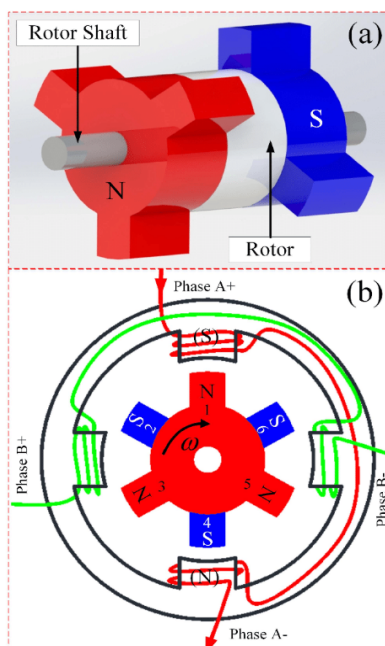 Rotor Shaft
(a)
S
N
Rotor
Phase A+
(b)
(S)
N
1
S 2
S 6
ω
Phase B+
N 3
5 N
Phase B-
4
S
(N)
Phase A-